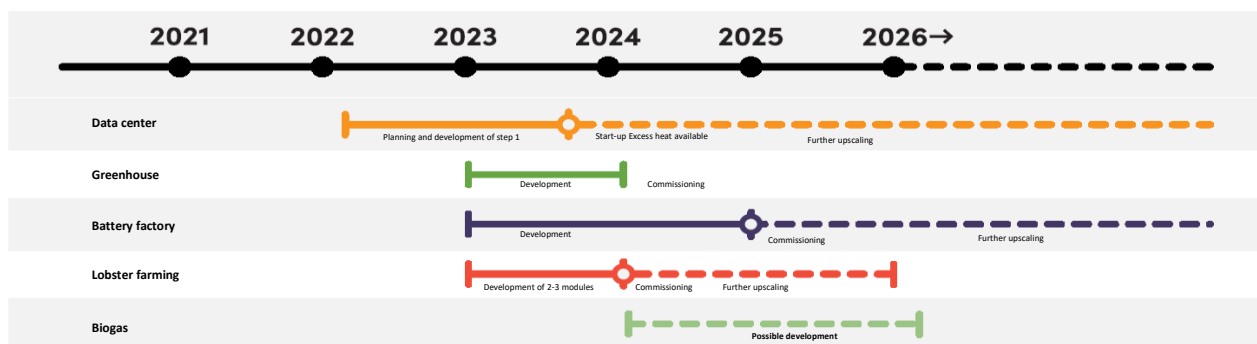 2021 2022 2023 2024 2025 2026→
Data center
Planning and development of step 1 Start-up Excess heat available Further upscaling
Greenhouse
Development Commissioning
Battery factory
Development Commissioning Further upscaling
Lobster farming
Development of 2-3 modules Commissioning Further upscaling
Biogas
Possible development